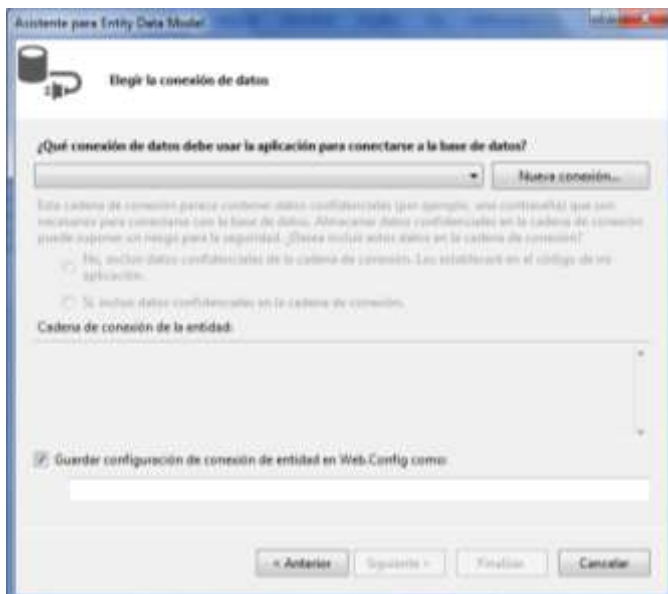 Asistente para Entity Data Model
Elegir la conexión de datos
¿Qué conexión de datos debe usar la aplicación para conectarse a la base de datos?
Nueva conexión...
Esta cadena de conexión parece contener datos confidenciales (por ejemplo, una contraseña) que son
necesarios para conectarse con la base de datos. Almacenar datos confidenciales en la cadena de conexión
puede suponer un riesgo para la seguridad. ¿Desea incluir estos datos en la cadena de conexión?
No, excluir datos confidenciales de la cadena de conexión. Los estableceré en el código de mi
aplicación.
Sí, incluir datos confidenciales en la cadena de conexión.
Cadena de conexión de la entidad:
Guardar configuración de conexión de entidad en Web.Config como:
< Anterior
Siguiente >
Finalizar
Cancelar